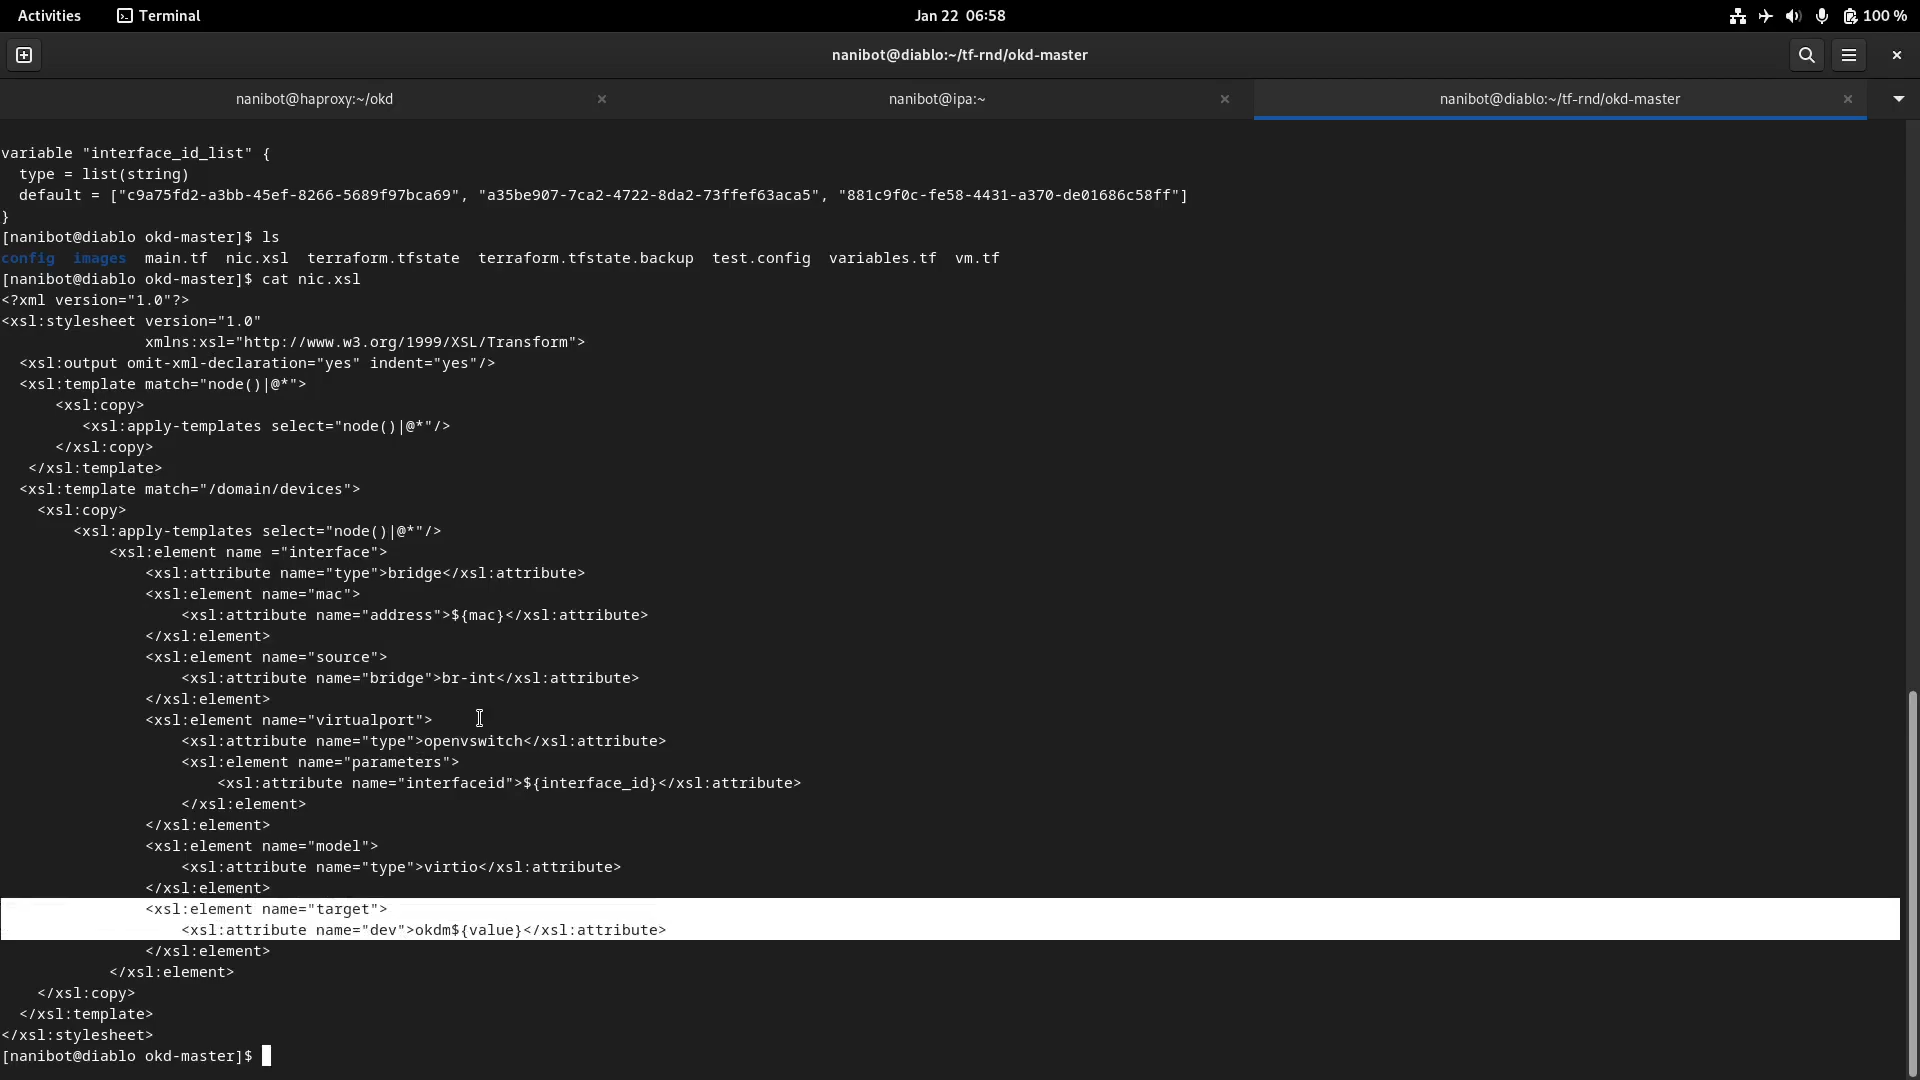 Activities Terminal Jan 22 06:58 100 %
nanibot@diablo:~/tf-rnd/okd-master
nanibot@haproxy:~/okd nanibot@ipa:~ nanibot@diablo:~/tf-rnd/okd-master
variable "interface_id_list" {
  type = list(string)
  default = ["c9a75fd2-a3bb-45ef-8266-5689f97bca69", "a35be907-7ca2-4722-8da2-73ffef63aca5", "881c9f0c-fe58-4431-a370-de01686c58ff"]
}
[nanibot@diablo okd-master]$ ls
config  images  main.tf  nic.xsl  terraform.tfstate  terraform.tfstate.backup  test.config  variables.tf  vm.tf
[nanibot@diablo okd-master]$ cat nic.xsl
<?xml version="1.0"?>
<xsl:stylesheet version="1.0"
                xmlns:xsl="http://www.w3.org/1999/XSL/Transform">
  <xsl:output omit-xml-declaration="yes" indent="yes"/>
  <xsl:template match="node()|@*">
      <xsl:copy>
         <xsl:apply-templates select="node()|@*"/>
      </xsl:copy>
   </xsl:template>
  <xsl:template match="/domain/devices">
    <xsl:copy>
        <xsl:apply-templates select="node()|@*"/>
            <xsl:element name ="interface">
                <xsl:attribute name="type">bridge</xsl:attribute>
                <xsl:element name="mac">
                    <xsl:attribute name="address">${mac}</xsl:attribute>
                </xsl:element>
                <xsl:element name="source">
                    <xsl:attribute name="bridge">br-int</xsl:attribute>
                </xsl:element>
                <xsl:element name="virtualport">
                    <xsl:attribute name="type">openvswitch</xsl:attribute>
                    <xsl:element name="parameters">
                        <xsl:attribute name="interfaceid">${interface_id}</xsl:attribute>
                    </xsl:element>
                </xsl:element>
                <xsl:element name="model">
                    <xsl:attribute name="type">virtio</xsl:attribute>
                </xsl:element>
                <xsl:element name="target">
                    <xsl:attribute name="dev">okdm${value}</xsl:attribute>
                </xsl:element>
            </xsl:element>
    </xsl:copy>
  </xsl:template>
</xsl:stylesheet>
[nanibot@diablo okd-master]$